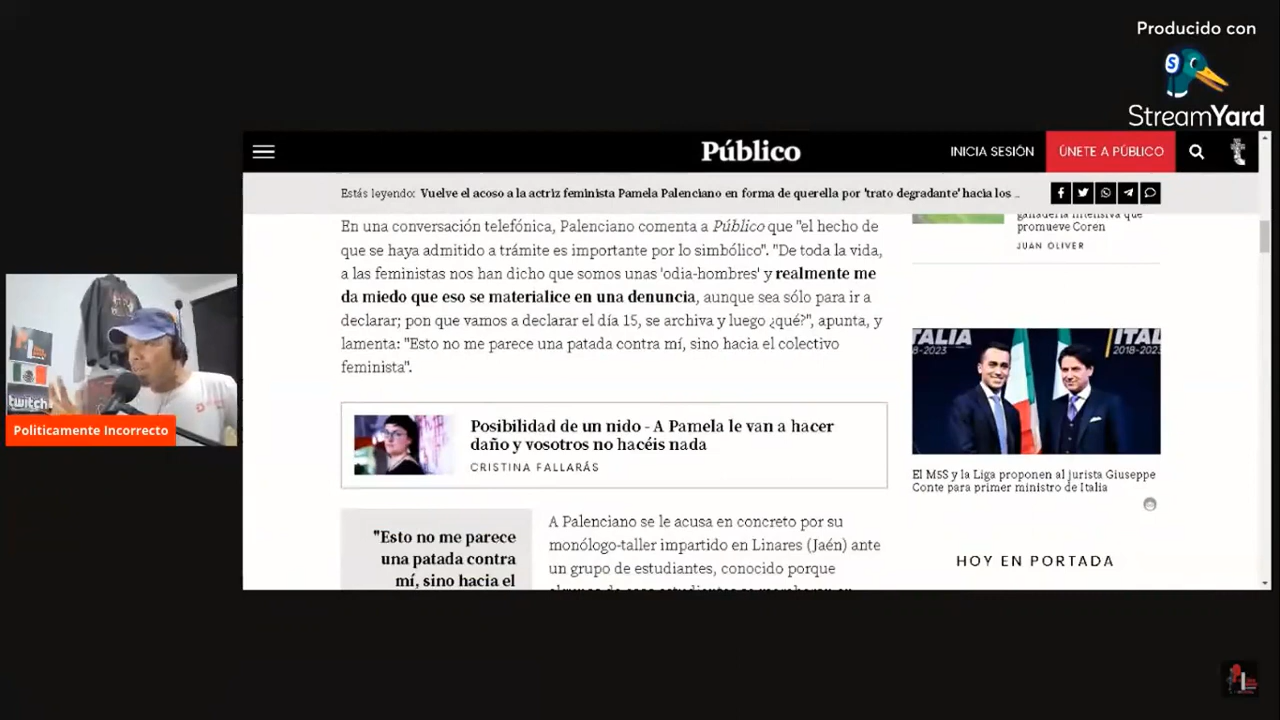 Producido con
StreamYard
Público
INICIA SESIÓN
ÚNETE A PÚBLICO
Estás leyendo: Vuelve el acoso a la actriz feminista Pamela Palenciano en forma de querella por 'trato degradante' hacia los ...
En una conversación telefónica, Palenciano comenta a Público que "el hecho de
que se haya admitido a trámite es importante por lo simbólico". "De toda la vida,
a las feministas nos han dicho que somos unas 'odia-hombres' y realmente me
da miedo que eso se materialice en una denuncia, aunque sea sólo para ir a
declarar; pon que vamos a declarar el día 15, se archiva y luego ¿qué?", apunta, y
lamenta: "Esto no me parece una patada contra mí, sino hacia el colectivo
feminista".
Posibilidad de un nido - A Pamela le van a hacer
daño y vosotros no hacéis nada
CRISTINA FALLARÁS
"Esto no me parece
una patada contra
mí, sino hacia el
A Palenciano se le acusa en concreto por su
monólogo-taller impartido en Linares (Jaén) ante
un grupo de estudiantes, conocido porque
ganadería intensiva que
promueve Coren
JUAN OLIVER
ITALIA
2018-2023
ITAL
2018-2
El M5S y la Liga proponen al jurista Giuseppe
Conte para primer ministro de Italia
HOY EN PORTADA
twitch
Politicamente Incorrecto